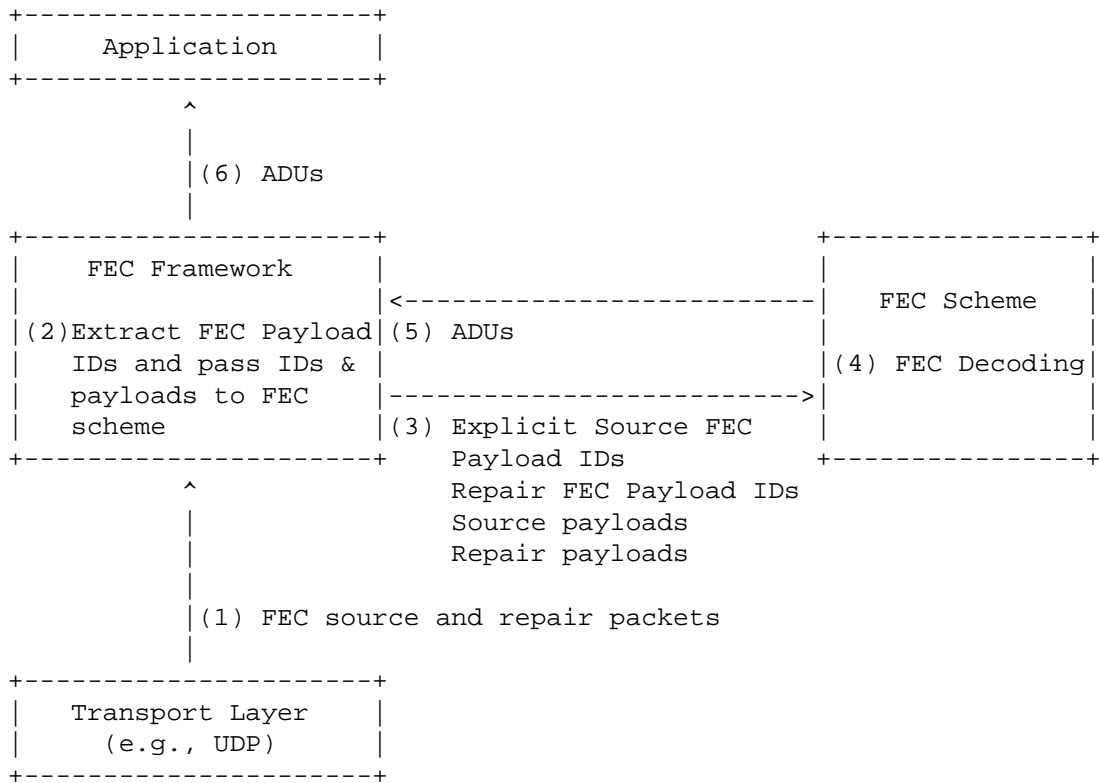 Application
(6) ADUs
FEC Framework
FEC Scheme
(2)Extract FEC Payload
(5) ADUs
IDs and pass IDs &
(4) FEC Decoding
payloads to FEC
scheme
(3) Explicit Source FEC
Payload IDs
Repair FEC Payload IDs
Source payloads
Repair payloads
(1) FEC source and repair packets
Transport Layer
(e.g., UDP)